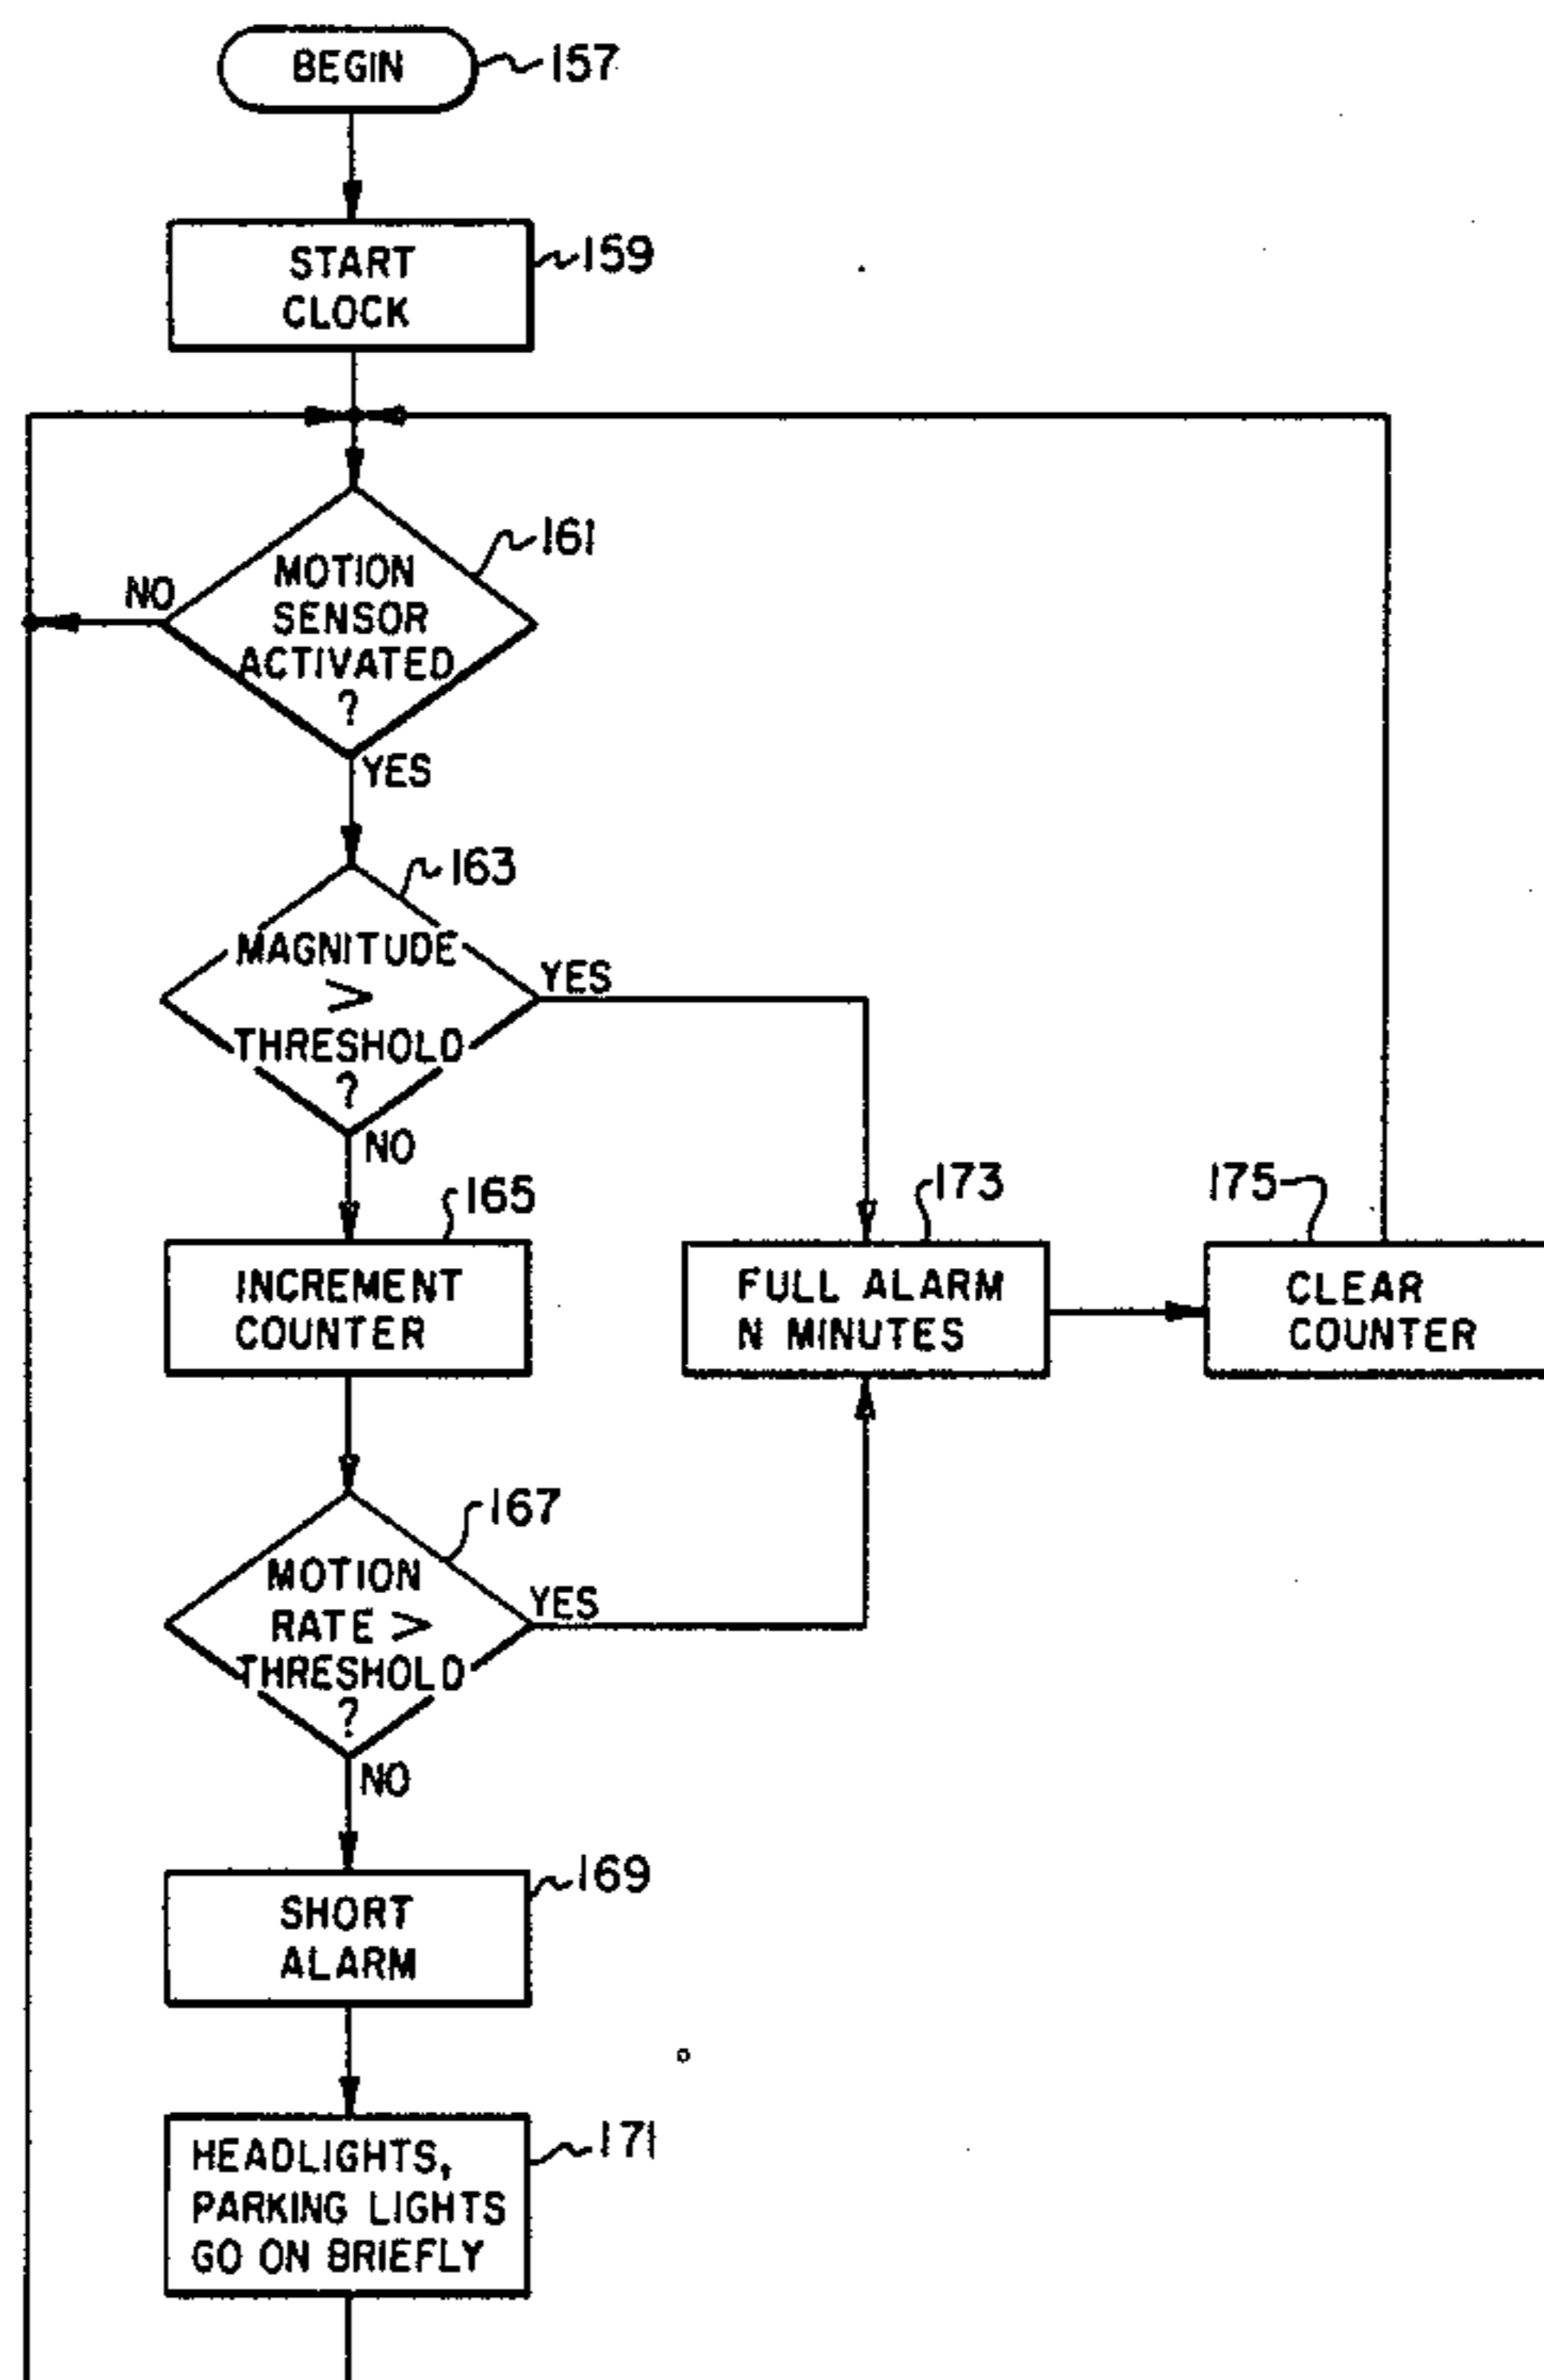 BEGIN
157
START
CLOCK
159
161
MOTION
SENSOR
ACTIVATED
?
NO
YES
163
MAGNITUDE
>
THRESHOLD
?
YES
NO
165
INCREMENT
COUNTER
173
FULL ALARM
N MINUTES
175
CLEAR
COUNTER
167
MOTION
RATE >
THRESHOLD
?
YES
NO
169
SHORT
ALARM
171
HEADLIGHTS,
PARKING LIGHTS
GO ON BRIEFLY